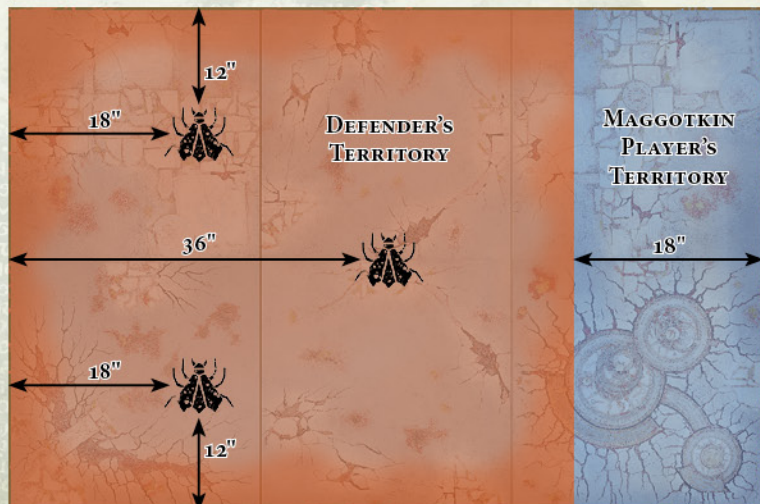 12"
18"
DEFENDER'S
TERRITORY
MAGGOTKIN
PLAYER'S
TERRITORY
36"
18"
18"
12"